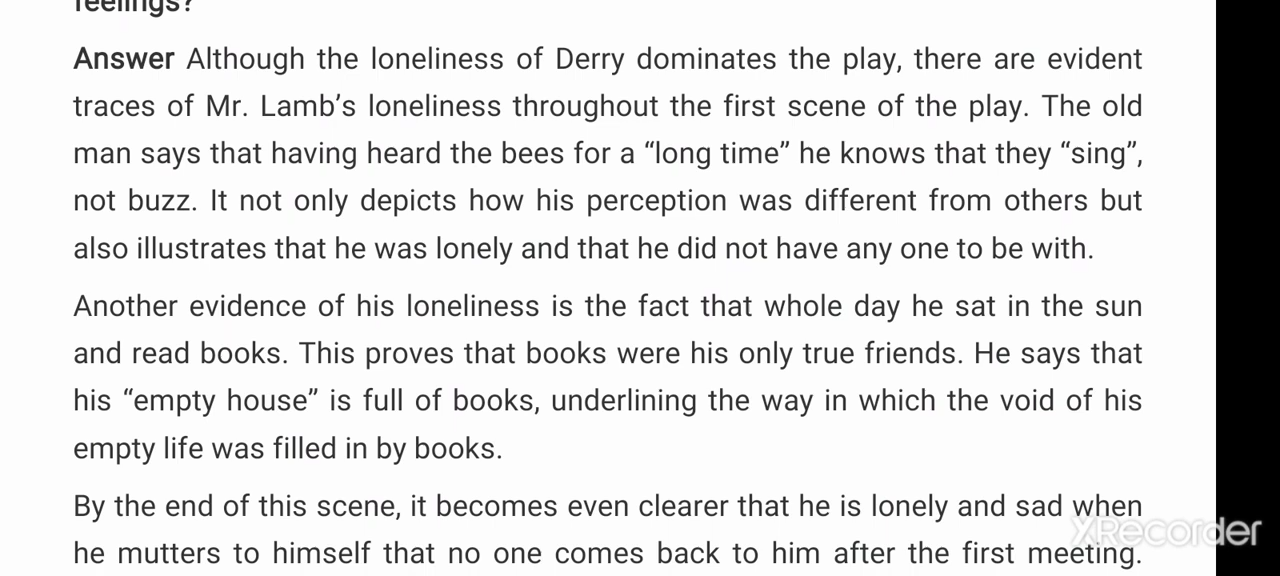 feelings?
Answer Although the loneliness of Derry dominates the play, there are evident
traces of Mr. Lamb’s loneliness throughout the first scene of the play. The old
man says that having heard the bees for a “long time” he knows that they “sing”,
not buzz. It not only depicts how his perception was different from others but
also illustrates that he was lonely and that he did not have any one to be with.
Another evidence of his loneliness is the fact that whole day he sat in the sun
and read books. This proves that books were his only true friends. He says that
his “empty house” is full of books, underlining the way in which the void of his
empty life was filled in by books.
By the end of this scene, it becomes even clearer that he is lonely and sad when
he mutters to himself that no one comes back to him after the first meeting.
XRecorder